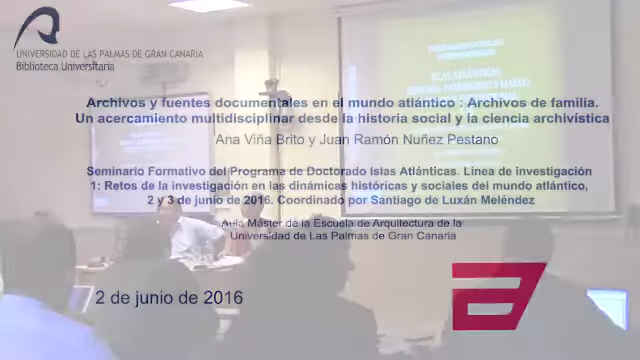 UNIVERSIDAD DE LAS PALMAS DE GRAN CANARIA
Biblioteca Universitaria
Archivos y fuentes documentales en el mundo atlántico : Archivos de familia.
Un acercamiento multidisciplinar desde la historia social y la ciencia archivística
Ana Viña Brito y Juan Ramón Nuñez Pestano
Seminario Formativo del Programa de Doctorado Islas Atlánticas. Línea de investigación
1: Retos de la investigación en las dinámicas históricas y sociales del mundo atlántico,
2 y 3 de junio de 2016. Coordinado por Santiago de Luxán Meléndez
Aula Máster de la Escuela de Arquitectura de la
Universidad de Las Palmas de Gran Canaria
2 de junio de 2016